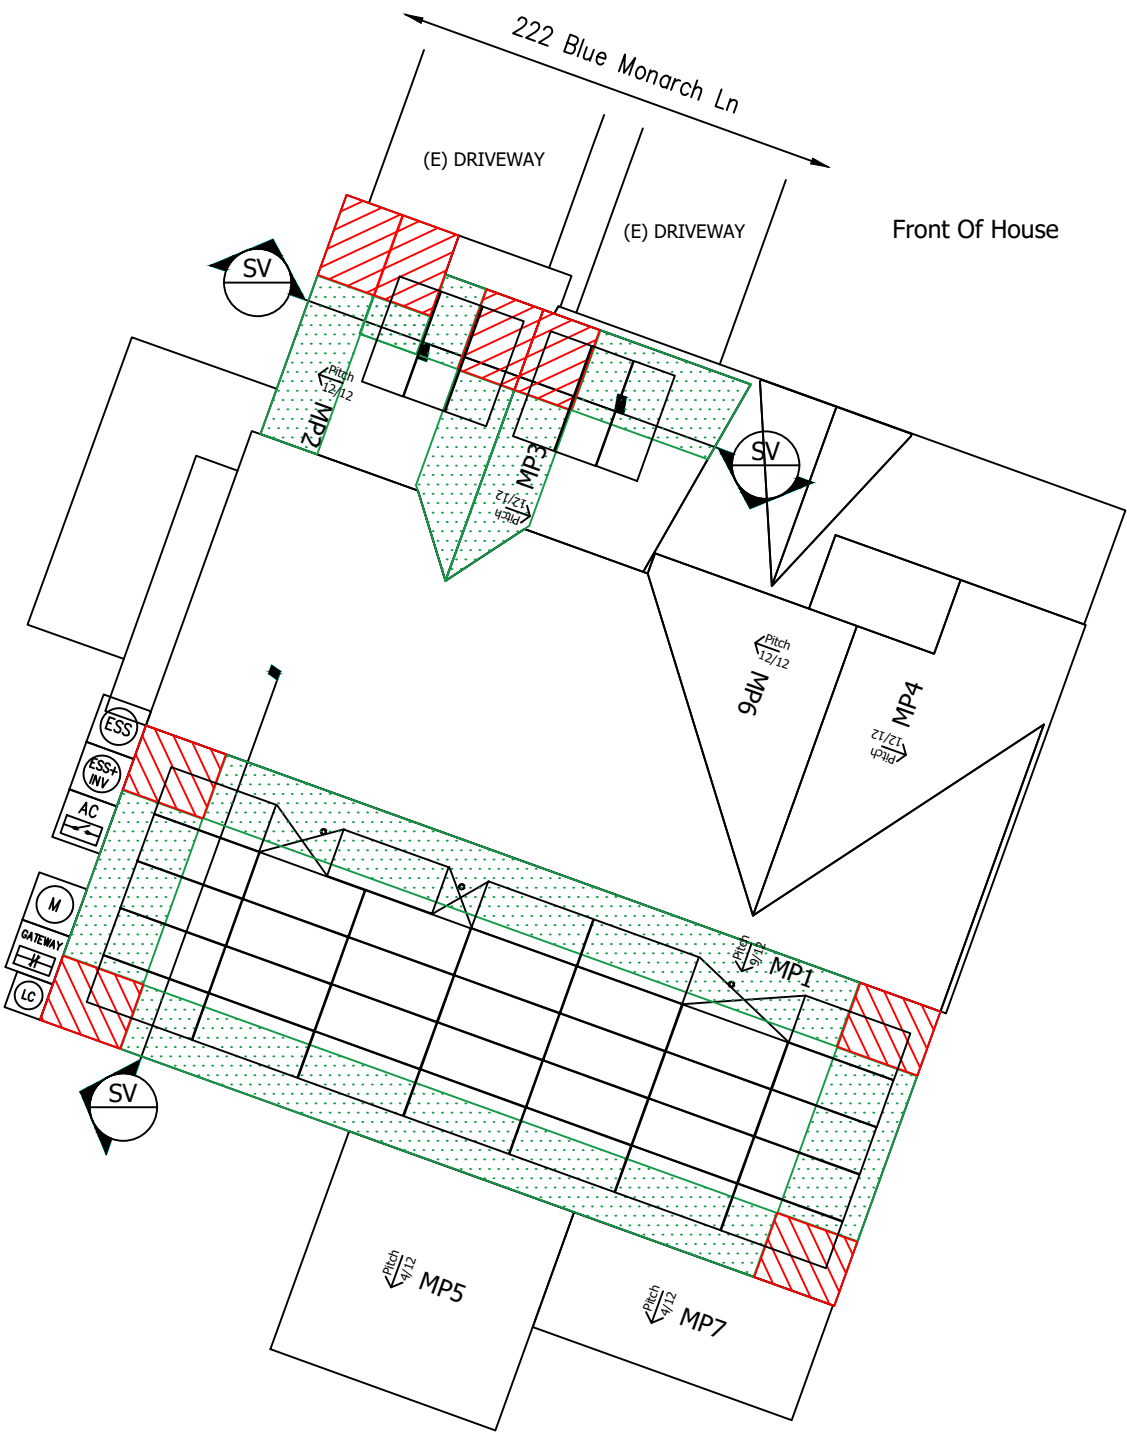 222 Blue Monarch Ln
(E) DRIVEWAY
(E) DRIVEWAY
Front Of House
SV
Pitch
12/12
MP2
MP3
Pitch
12/12
SV
Pitch
12/12
MP6
MP4
Pitch
12/12
ESS
ESS+
INV
AC
M
GATEWAY
LC
Pitch
9/12
MP1
SV
Pitch
4/12
MP5
Pitch
4/12
MP7